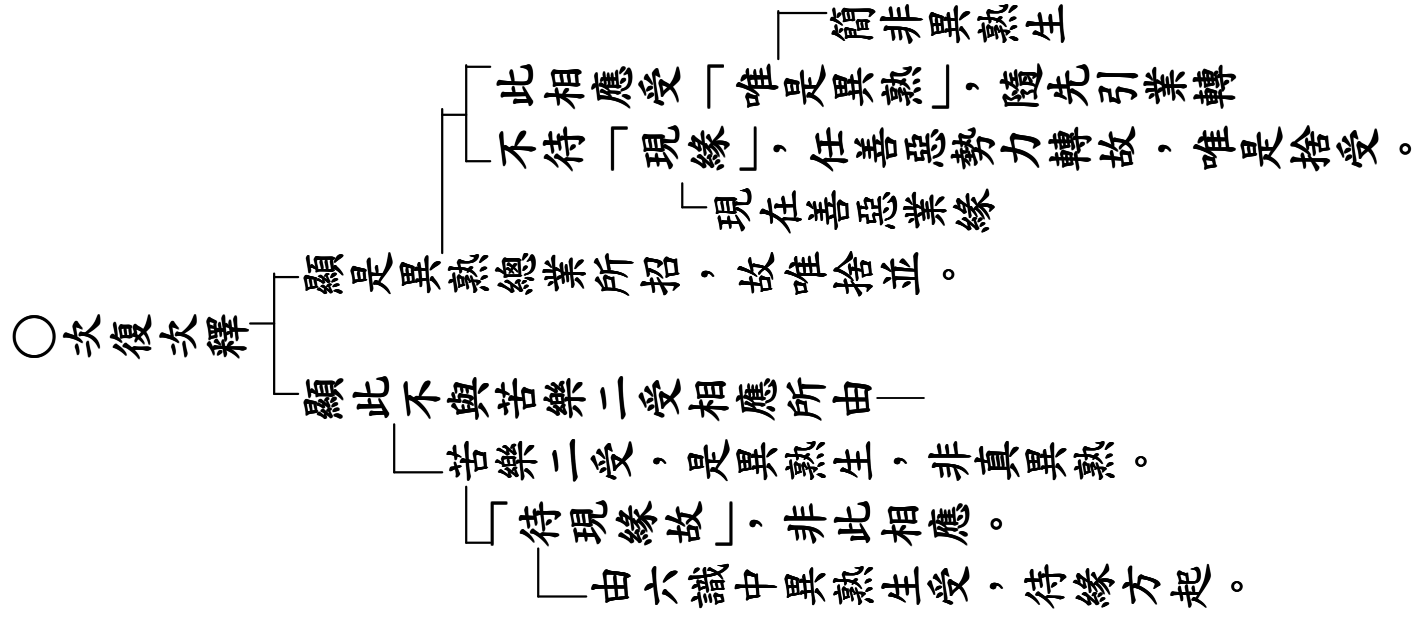 簡非異熟生
此相應受「唯是異熟」，隨先引業轉
不待「現緣」，任善惡勢力轉故，唯是捨受。
現在善惡業緣
顯是異熟總業所招，故唯捨並。
○次復次釋
顯此不與苦樂二受相應所由
苦樂二受，是異熟生，非真異熟。
「待現緣故」，非此相應。
由六識中異熟生受，待緣方起。